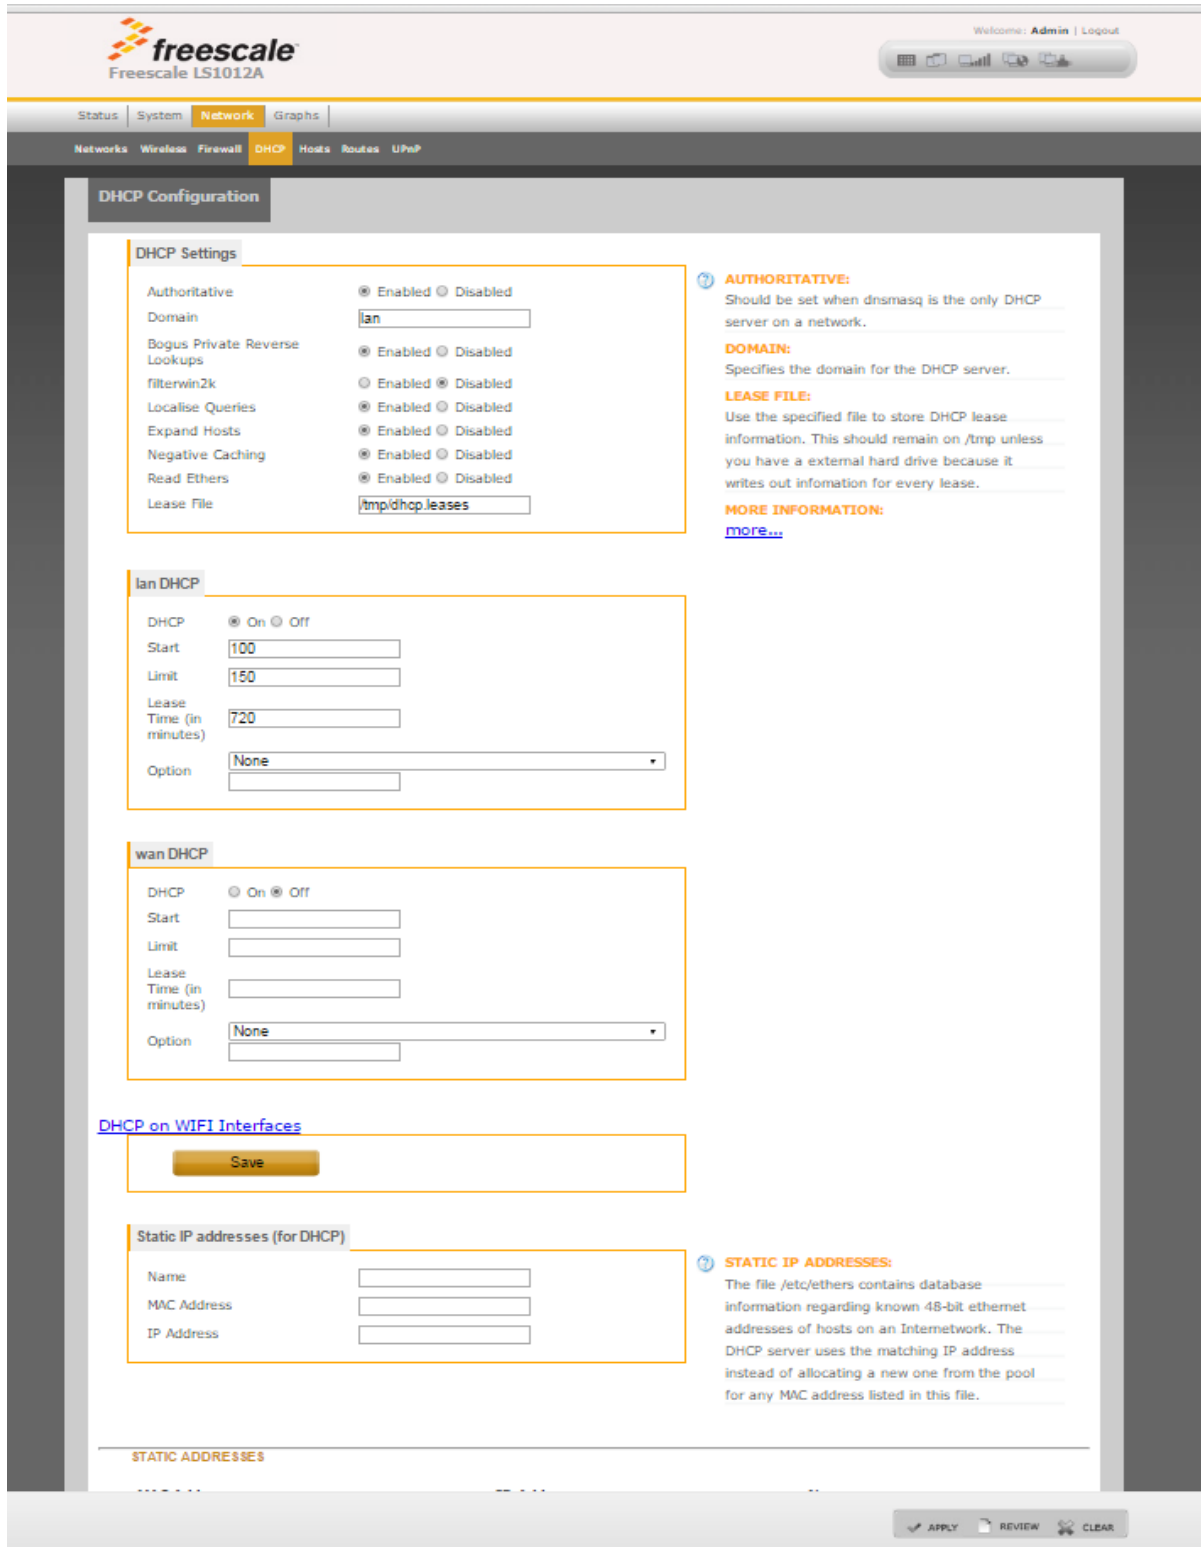 freescale
Freescale LS1012A
Welcome: Admin | Logout
Status System Network Graphs
Networks Wireless Firewall DHCP Hosts Routes UPnP
DHCP Configuration
DHCP Settings
Authoritative Enabled Disabled
Domain lan
Bogus Private Reverse
Lookups Enabled Disabled
filterwin2k Enabled Disabled
Localise Queries Enabled Disabled
Expand Hosts Enabled Disabled
Negative Caching Enabled Disabled
Read Ethers Enabled Disabled
Lease File /tmp/dhcp.leases
AUTHORITATIVE:
Should be set when dnsmasq is the only DHCP
server on a network.
DOMAIN:
Specifies the domain for the DHCP server.
LEASE FILE:
Use the specified file to store DHCP lease
information. This should remain on /tmp unless
you have a external hard drive because it
writes out infomation for every lease.
MORE INFORMATION:
more...
lan DHCP
DHCP On Off
Start 100
Limit 150
Lease
Time (in 720
minutes)
None
Option
wan DHCP
DHCP On Off
Start
Limit
Lease
Time (in
minutes)
None
Option
DHCP on WIFI Interfaces
Save
Static IP addresses (for DHCP)
Name
MAC Address
IP Address
STATIC IP ADDRESSES:
The file /etc/ethers contains database
information regarding known 48-bit ethernet
addresses of hosts on an Internetwork. The
DHCP server uses the matching IP address
instead of allocating a new one from the pool
for any MAC address listed in this file.
STATIC ADDRESSES
APPLY REVIEW CLEAR